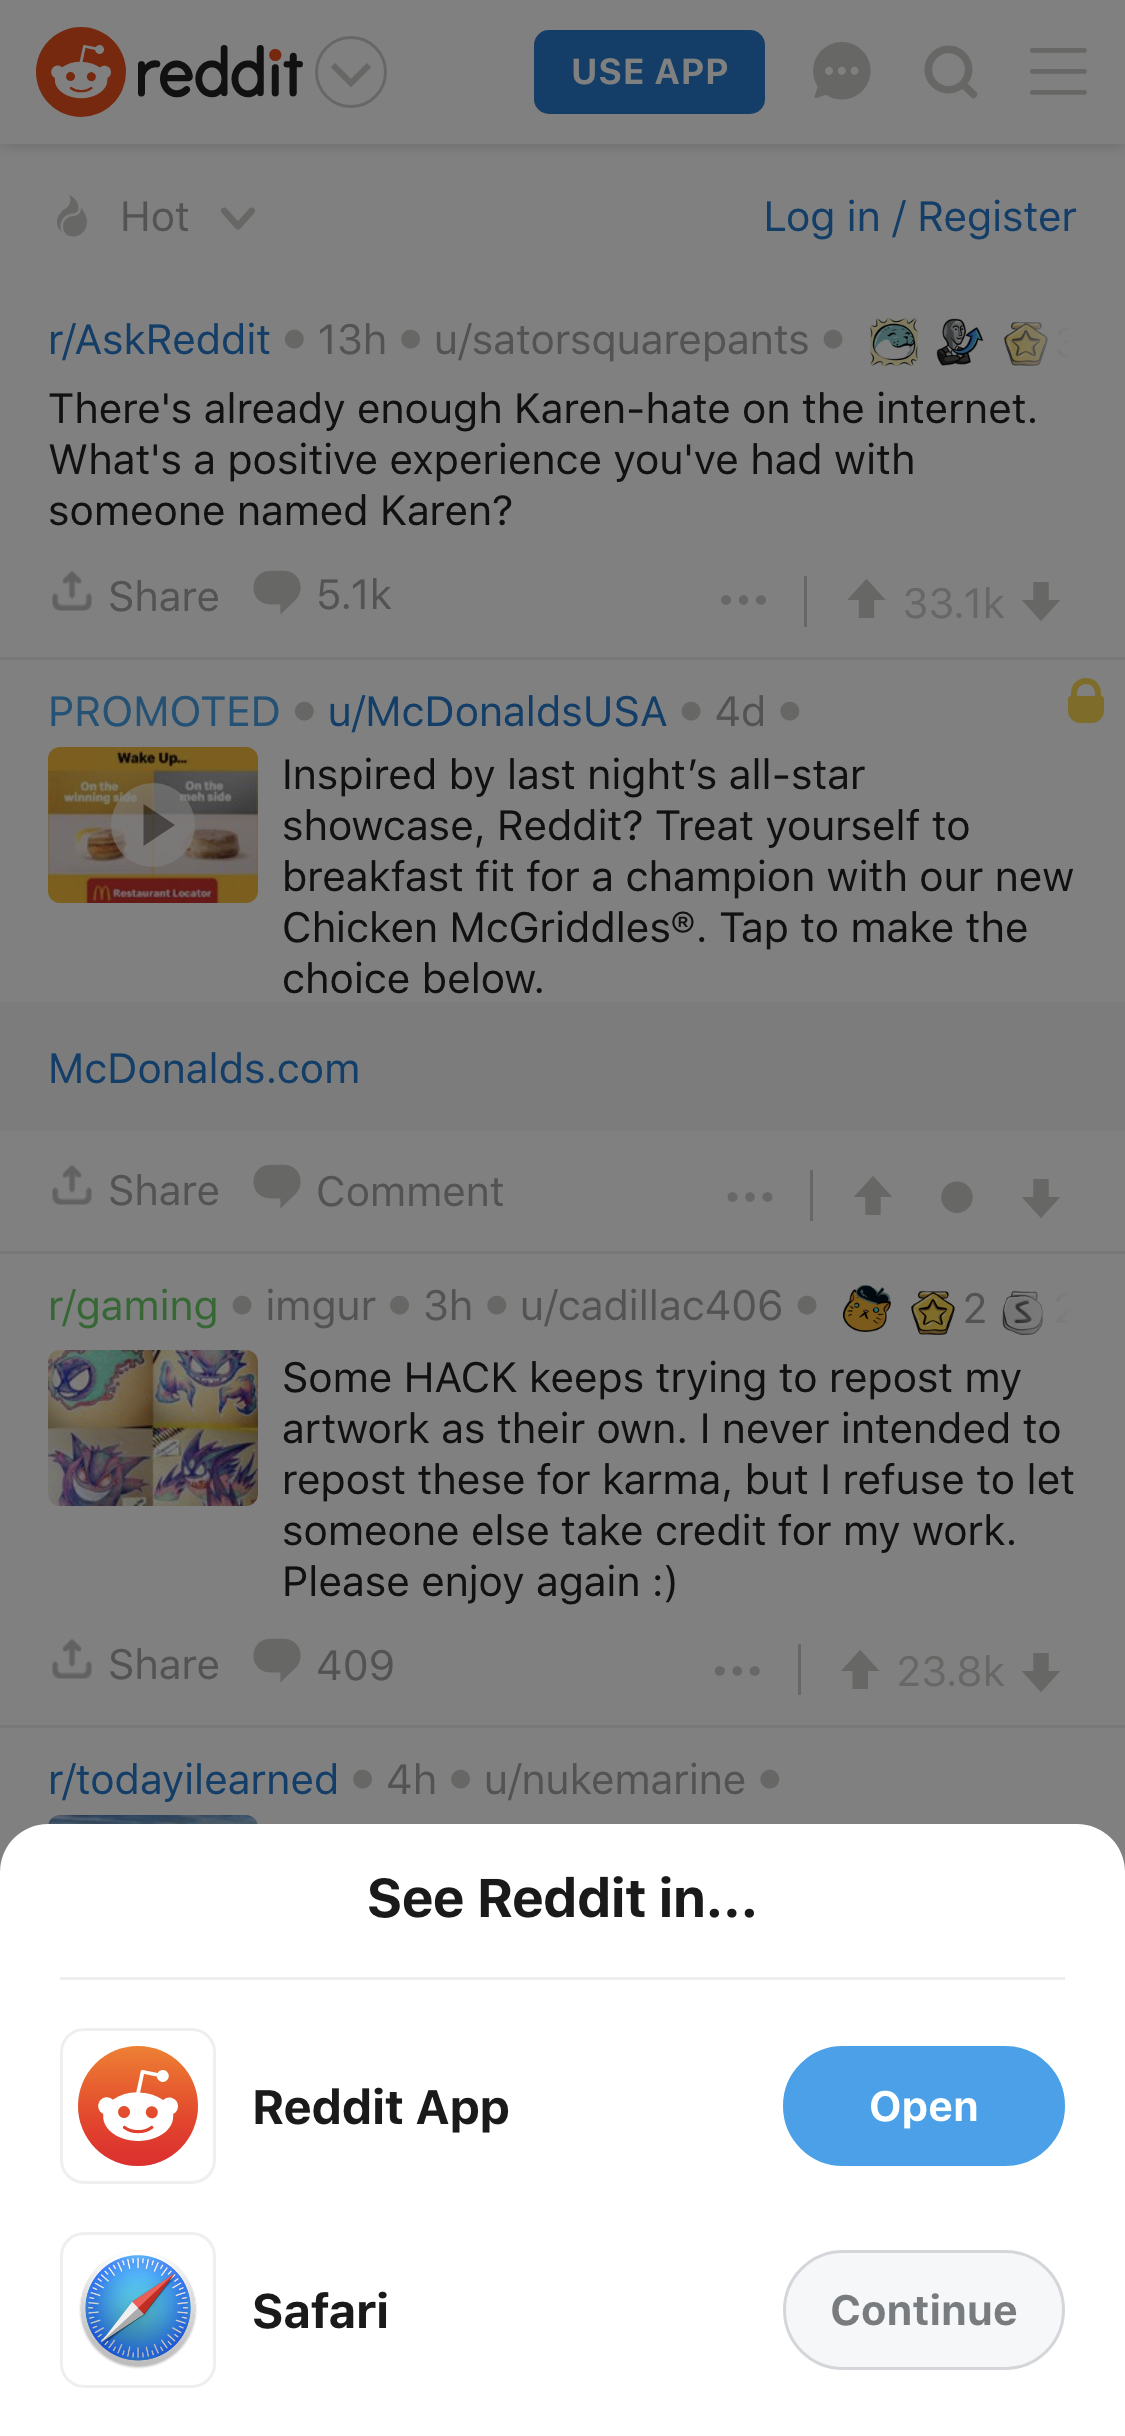 reddit
USE APP
Hot
Log in / Register
r/AskReddit • 13h • u/satorsquarepants •
There's already enough Karen-hate on the internet.
What's a positive experience you've had with
someone named Karen?
Share 5.1k ••• 33.1k
PROMOTED • u/McDonaldsUSA • 4d •
Wake Up...
On the
winning side
On the
meh side
Restaurant Locator
Inspired by last night’s all-star
showcase, Reddit? Treat yourself to
breakfast fit for a champion with our new
Chicken McGriddles®. Tap to make the
choice below.
McDonalds.com
Share Comment ••• •
r/gaming • imgur • 3h • u/cadillac406 • 2 S
Some HACK keeps trying to repost my
artwork as their own. I never intended to
repost these for karma, but I refuse to let
someone else take credit for my work.
Please enjoy again :)
Share 409 ••• 23.8k
r/todayilearned • 4h • u/nukemarine •
See Reddit in...
Reddit App
Open
Safari
Continue